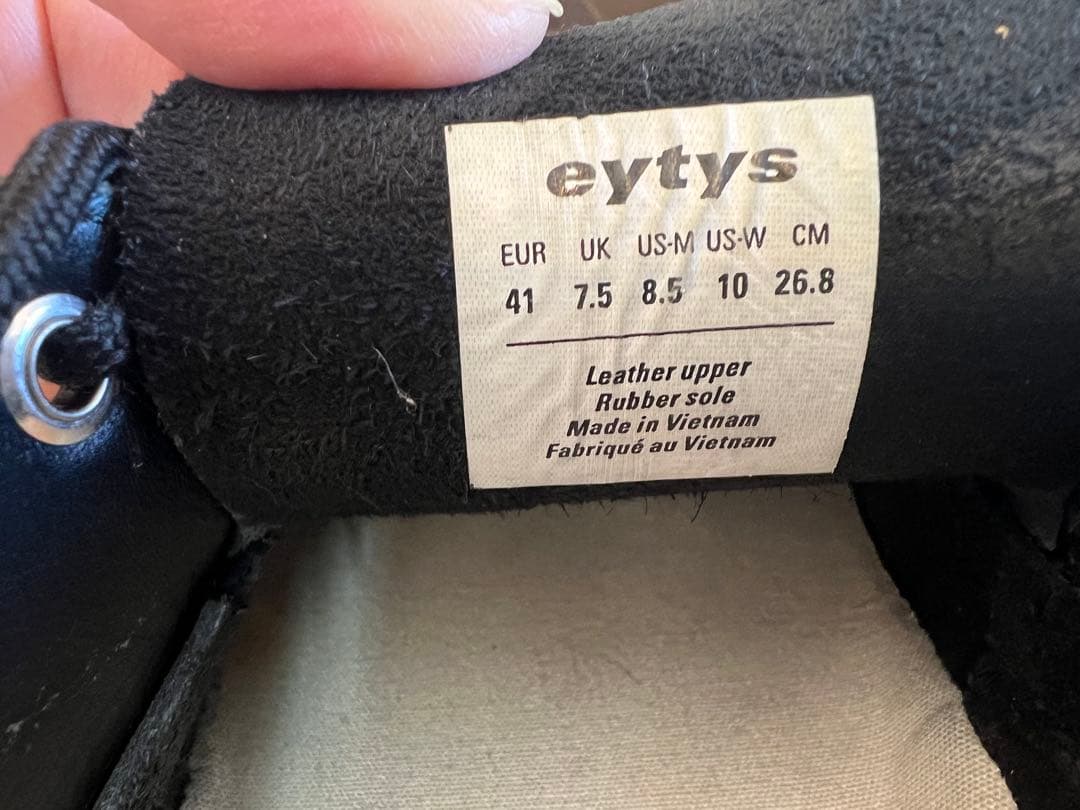 eytys
EUR UK US-M US-W CM
41 7.5 8.5 10 26.8
Leather upper
Rubber sole
Made in Vietnam
Fabriqué au Vietnam